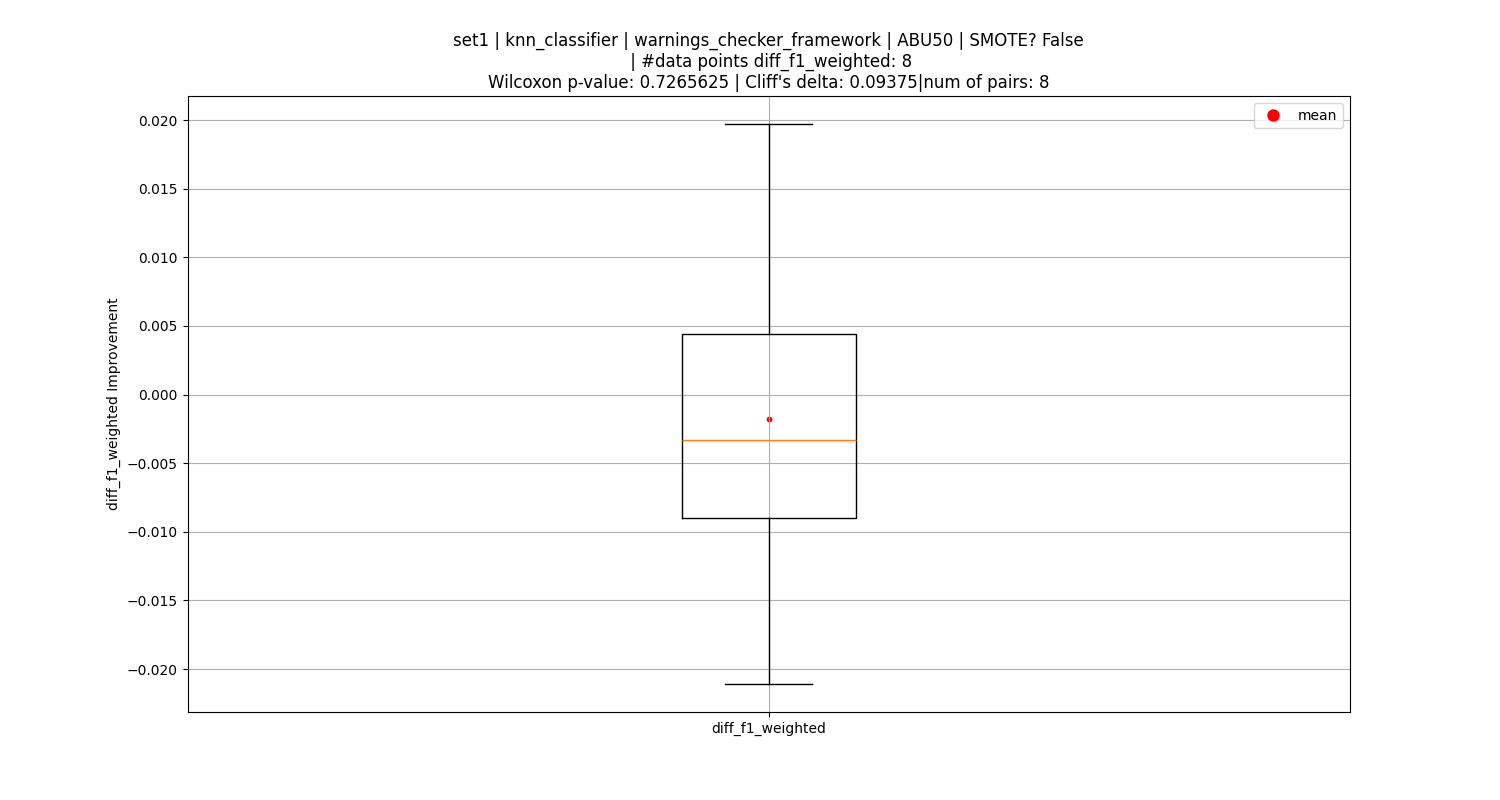 set1 | knn_classifier | warnings_checker_framework | ABU50 | SMOTE? False
| #data points diff_f1_weighted: 8
Wilcoxon p-value: 0.7265625 | Cliff's delta: 0.09375|num of pairs: 8
mean
0.020
0.015
0.010
0.005
0.000
−0.005
−0.010
−0.015
−0.020
diff_f1_weighted Improvement
diff_f1_weighted